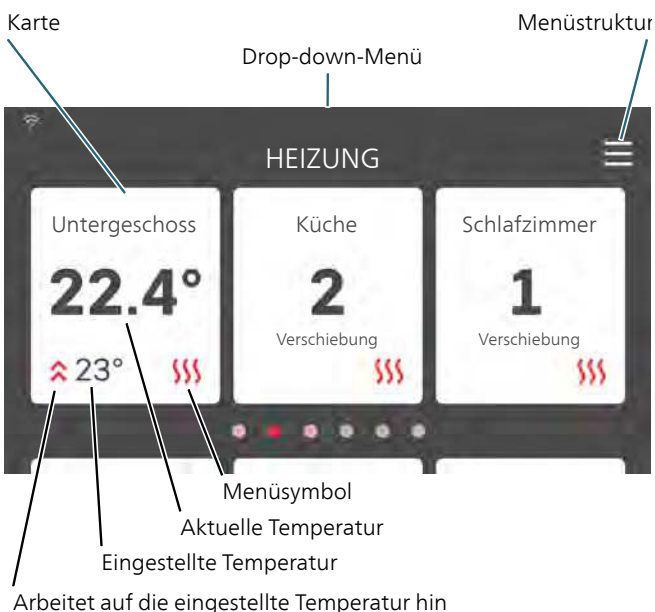 Karte
Menüstruktur
Drop-down-Menü
HEIZUNG
Untergeschoss
Küche
Schlafzimmer
22.4°
2
1
Verschiebung
Verschiebung
23°
Menüsymbol
Aktuelle Temperatur
Eingestellte Temperatur
Arbeitet auf die eingestellte Temperatur hin